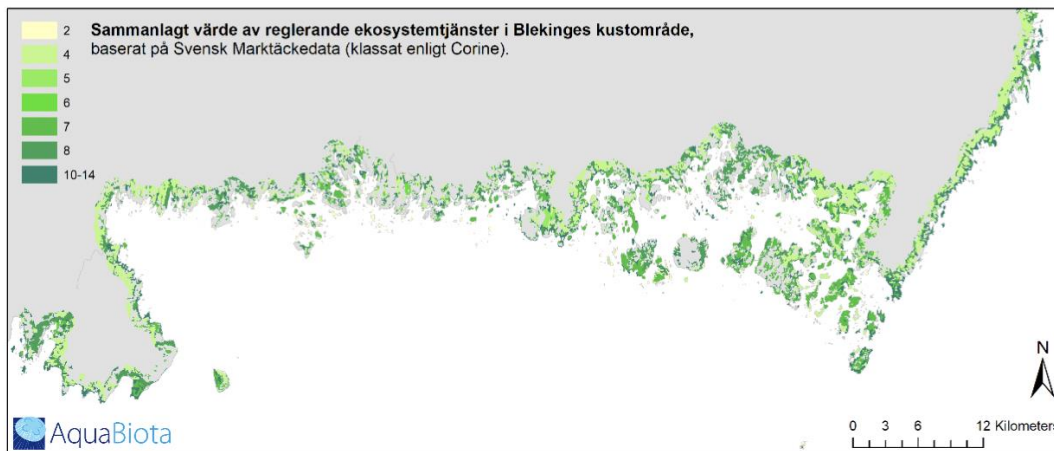 Sammanlagt värde av reglerande ekosystemtjänster i Blekinges kustområde,
baserat på Svensk Marktäckedata (klassat enligt Corine).
2
4
5
6
7
8
10-14
N
AquaBiota
0 3 6 12 Kilometers